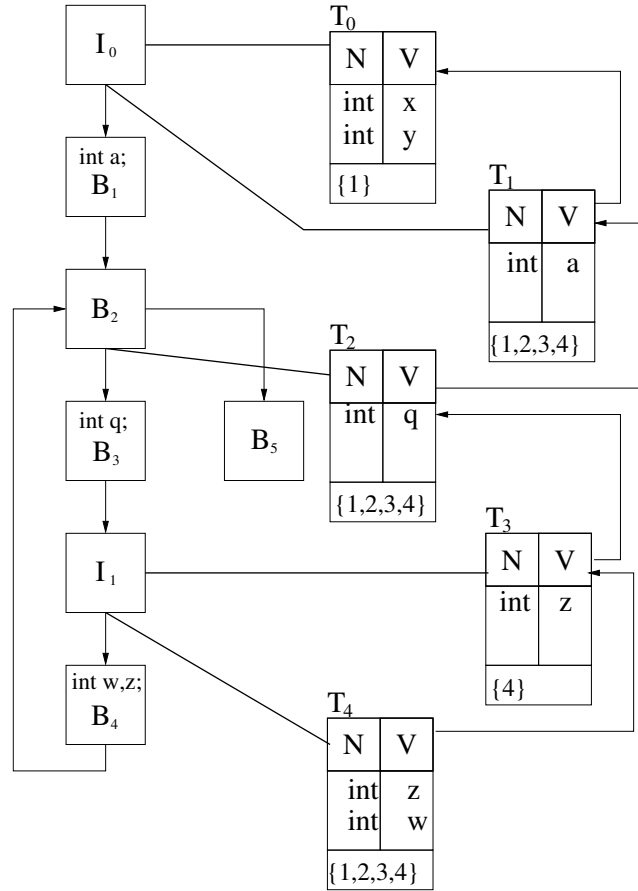 T0
I0
N V
int x
int y
{1}
int a;
B1
T1
N V
int a
{1,2,3,4}
B2
T2
N V
int q
{1,2,3,4}
int q;
B3
B5
T3
N V
int z
{4}
I1
int w,z;
B4
T4
N V
int z
int w
{1,2,3,4}